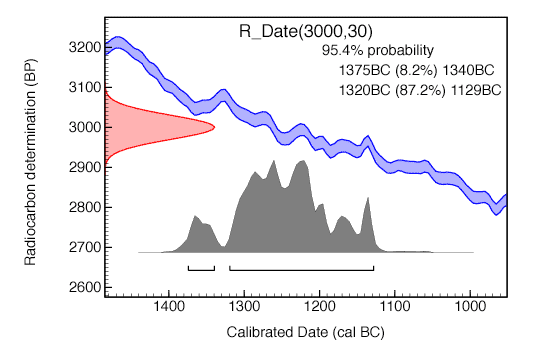 R_Date(3000,30)
95.4% probability
1375BC (8.2%) 1340BC
1320BC (87.2%) 1129BC
Radiocarbon determination (BP)
3200
3100
3000
2900
2800
2700
2600
1400 1300 1200 1100 1000
Calibrated Date (cal BC)